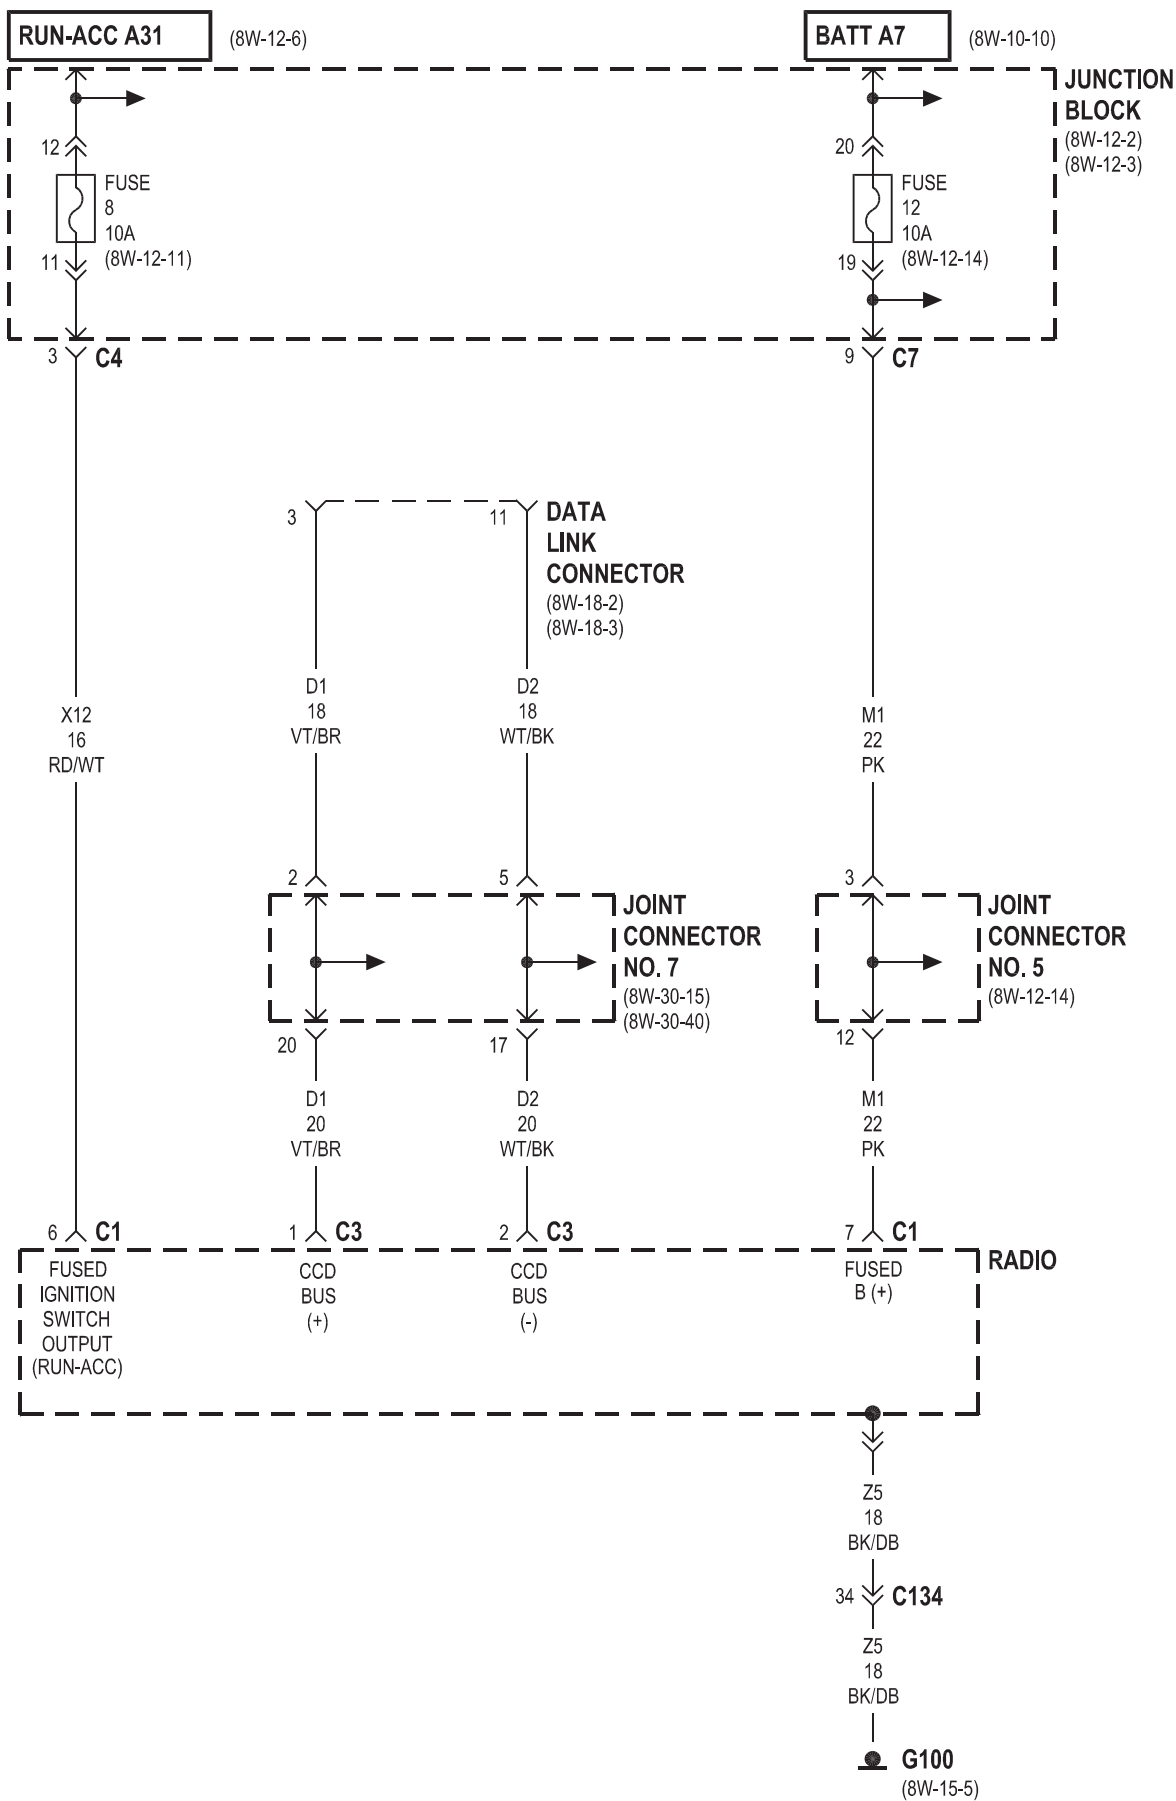 RUN-ACC A31
(8W-12-6)
BATT A7
(8W-10-10)
JUNCTION
BLOCK
(8W-12-2)
(8W-12-3)
12
FUSE
8
10A
(8W-12-11)
11
20
FUSE
12
10A
(8W-12-14)
19
3
C4
9
C7
3
11
DATA
LINK
CONNECTOR
(8W-18-2)
(8W-18-3)
X12
16
RD/WT
D1
18
VT/BR
D2
18
WT/BK
M1
22
PK
2
5
JOINT
CONNECTOR
NO. 7
(8W-30-15)
(8W-30-40)
3
JOINT
CONNECTOR
NO. 5
(8W-12-14)
20
17
12
D1
20
VT/BR
D2
20
WT/BK
M1
22
PK
6
C1
1
C3
2
C3
7
C1
RADIO
FUSED
IGNITION
SWITCH
OUTPUT
(RUN-ACC)
CCD
BUS
(+)
CCD
BUS
(-)
FUSED
B (+)
Z5
18
BK/DB
34
C134
Z5
18
BK/DB
G100
(8W-15-5)